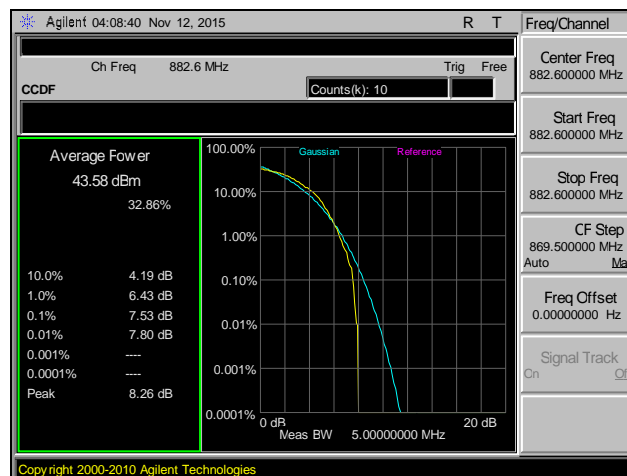 Agilent 04:08:40 Nov 12, 2015 R T
Ch Freq 882.6 MHz Trig Free
CCDF Counts(k): 10
Average Fower
43.58 dBm
32.86%
10.0% 4.19 dB
1.0% 6.43 dB
0.1% 7.53 dB
0.01% 7.80 dB
0.001% ----
0.0001% ----
Peak 8.26 dB
Gaussian Reference
100.00%
10.00%
1.00%
0.10%
0.01%
0.001%
0.0001%
0 dB 20 dB
Meas BW 5.00000000 MHz
Freq/Channel
Center Freq
882.600000 MHz
Start Freq
882.600000 MHz
Stop Freq
882.600000 MHz
CF Step
869.500000 MHz
Auto Ma
Freq Offset
0.00000000 Hz
Signal Track
On Of
Copyright 2000-2010 Agilent Technologies